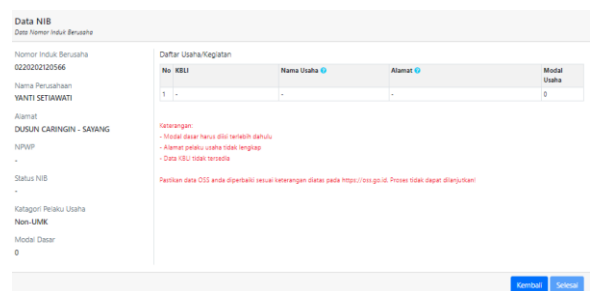 Data NIB
Data Nomor Induk Berusaha
Nomor Induk Berusaha
0220202120566
Nama Perusahaan
YANTI SETIAWATI
Alamat
DUSUN CARINGIN - SAYANG
NPWP
-
Status NIB
-
Katagori Pelaku Usaha
Non-UMK
Modal Dasar
0
Daftar Usaha/Kegiatan
No KBLI Nama Usaha Alamat Modal Usaha
1 - - - 0
Keterangan:
- Modal dasar harus diisi terlebih dahulu
- Alamat pelaku usaha tidak lengkap
- Data KBLI tidak tersedia
Pastikan data OSS anda diperbaiki sesuai keterangan diatas pada https://oss.go.id. Proses tidak dapat dilanjutkan!
Kembali Selesai